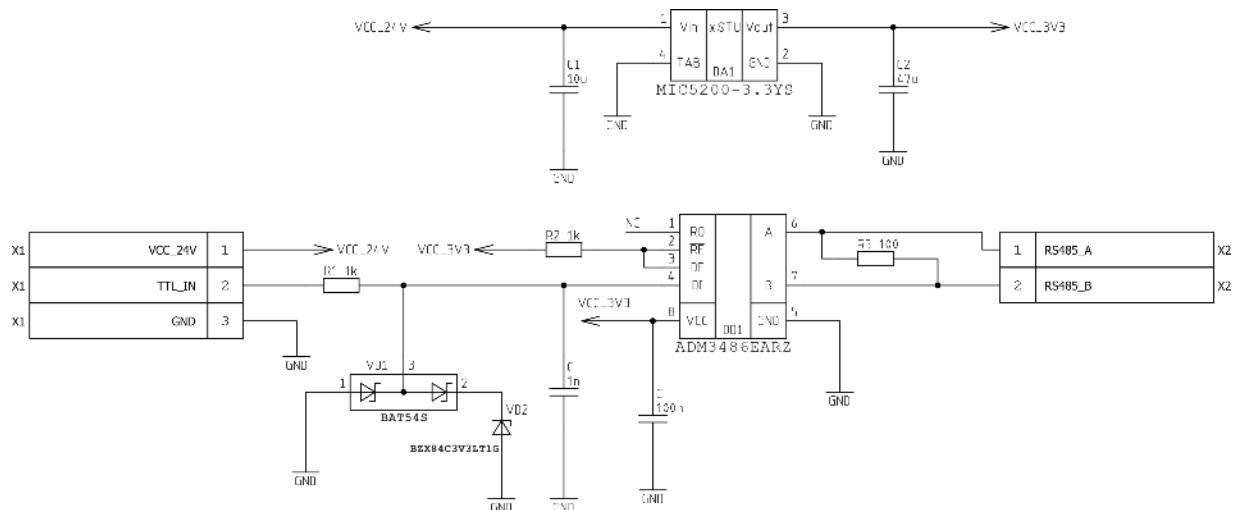 VCC_24V
1 Vin xSTU Vout 3
VCC_3V3
4 TAB DA1 GND 2
MIC5200-3.3YS
C1
10u
C2
47u
GND
GND
GND
GND
X1 VCC_24V 1
VCC_24V
X1 TTL_IN 2
R1 1k
X1 GND 3
GND
VCC_3V3
R2 1k
NC
1 RO A 6
2 RE
3 DE
4 DI B 7
VCC_3V3
8 VCC DD1 GND 5
ADM3486EARZ
R3 100
1 RS485_A X2
2 RS485_B X2
GND
1 3 2
BAT54S
VD2
BZX84C3V3LT1G
1n
100n
GND
GND
GND
GND